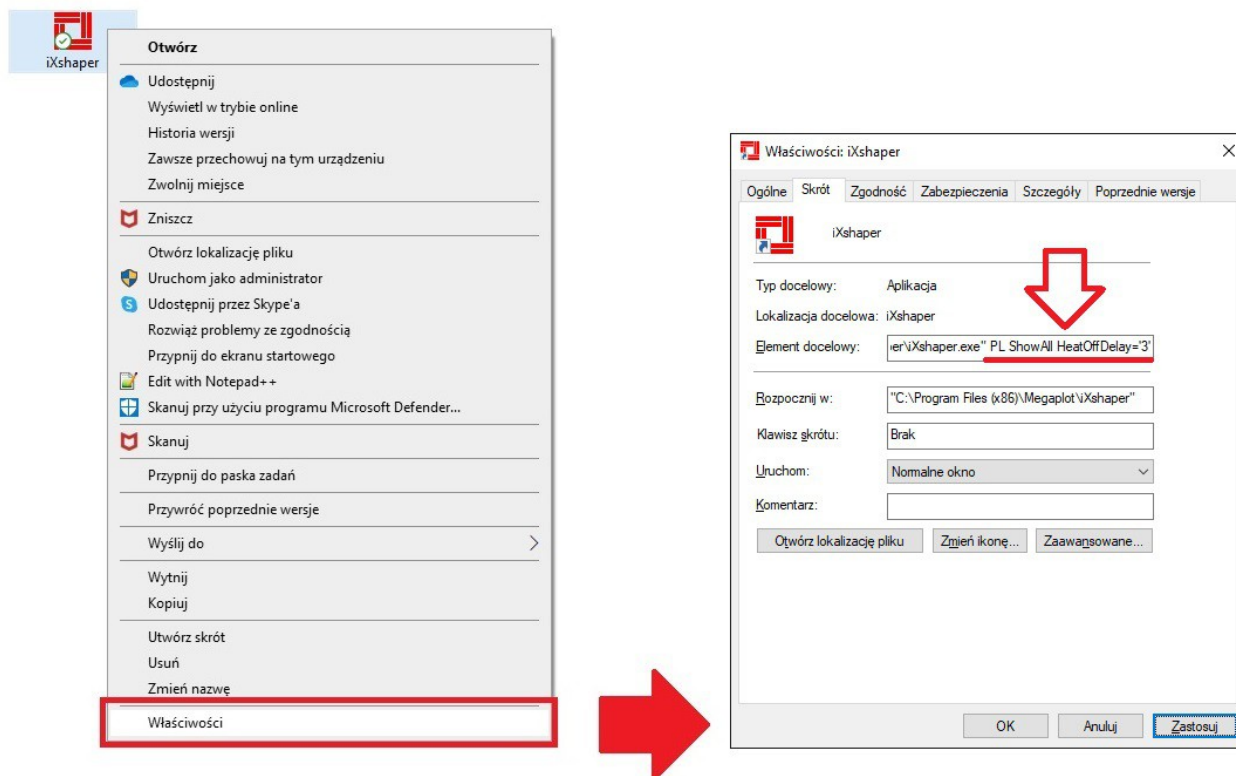 iXshaper
Otwórz
Udostępnij
Wyświetl w trybie online
Historia wersji
Zawsze przechowuj na tym urządzeniu
Zwolnij miejsce
Zniszcz
Otwórz lokalizację pliku
Uruchom jako administrator
Udostępnij przez Skype'a
Rozwiąż problemy ze zgodnością
Przypnij do ekranu startowego
Edit with Notepad++
Skanuj przy użyciu programu Microsoft Defender...
Skanuj
Przypnij do paska zadań
Przywróć poprzednie wersje
Wyślij do
Wytnij
Kopiuj
Utwórz skrót
Usuń
Zmień nazwę
Właściwości
Właściwości: iXshaper
Ogólne Skrót Zgodność Zabezpieczenia Szczegóły Poprzednie wersje
iXshaper
Typ docelowy: Aplikacja
Lokalizacja docelowa: iXshaper
Element docelowy: er\iXshaper.exe" PL ShowAll HeatOffDelay='3'
Rozpocznij w: "C:\Program Files (x86)\Megaplot\iXshaper"
Klawisz skrótu: Brak
Uruchom: Normalne okno
Komentarz:
Otwórz lokalizację pliku Zmień ikonę... Zaawansowane...
OK Anuluj Zastosuj